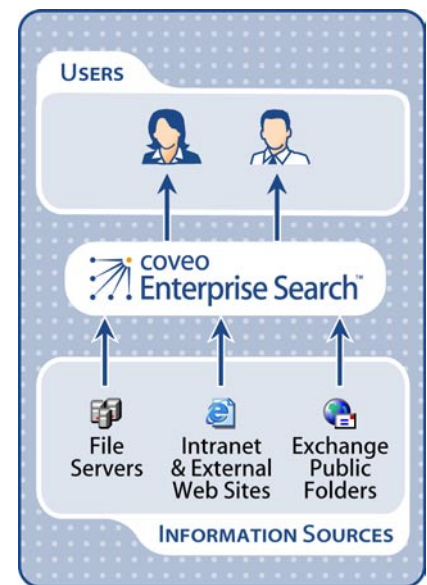 USERS
coveo
Enterprise Search™
File
Servers
Intranet
& External
Web Sites
Exchange
Public
Folders
INFORMATION SOURCES